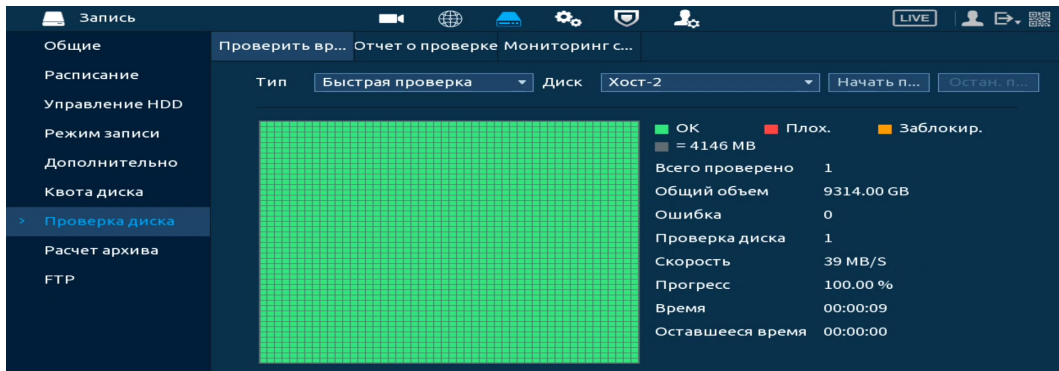 Запись LIVE
Общие
Расписание
Управление HDD
Режим записи
Дополнительно
Квота диска
> Проверка диска
Расчет архива
FTP
Проверить вр... Отчет о проверке Мониторинг с...
Тип Быстрая проверка Диск Хост-2 Начать п... Остан. п...
ОК Плох. Заблокир.
= 4146 MB
Всего проверено 1
Общий объем 9314.00 GB
Ошибка 0
Проверка диска 1
Скорость 39 MB/S
Прогресс 100.00 %
Время 00:00:09
Оставшееся время 00:00:00